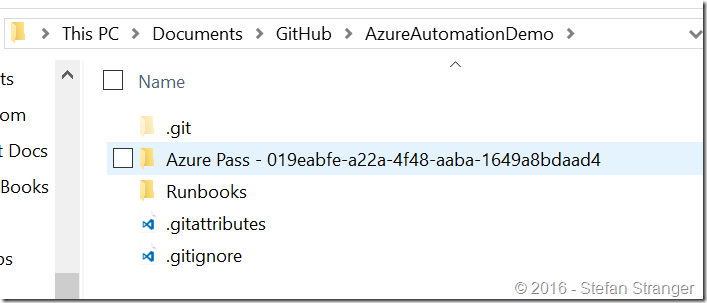 This PC > Documents > GitHub > AzureAutomationDemo >
Name
ts
om
t Docs
Books
ps
.git
Azure Pass - 019eabfe-a22a-4f48-aaba-1649a8bdaad4
Runbooks
.gitattributes
.gitignore
© 2016 - Stefan Stranger